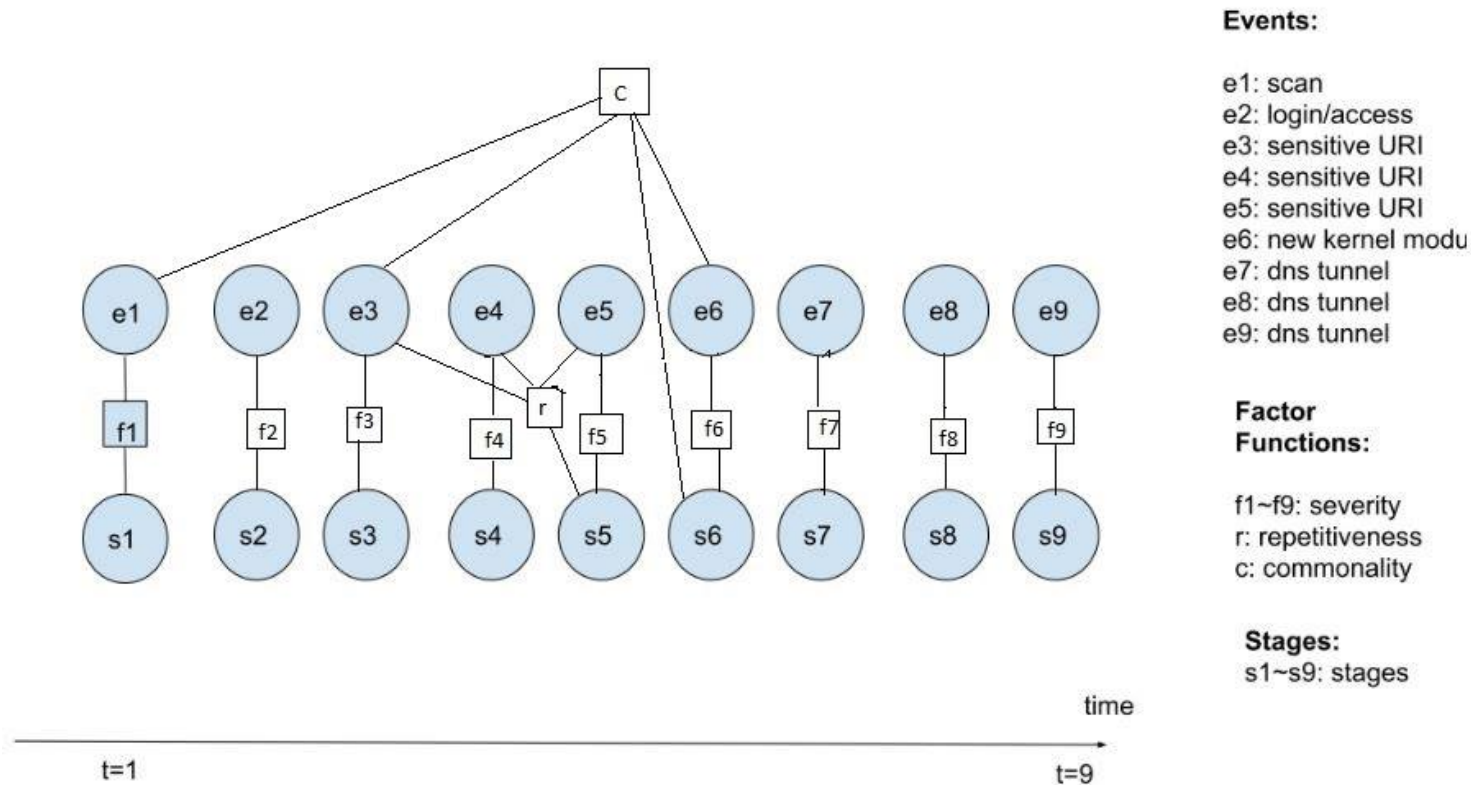 C
e1 e2 e3 e4 e5 e6 e7 e8 e9
r
f1 f2 f3 f4 f5 f6 f7 f8 f9
s1 s2 s3 s4 s5 s6 s7 s8 s9
time
t=1 t=9
Events:
e1: scan
e2: login/access
e3: sensitive URI
e4: sensitive URI
e5: sensitive URI
e6: new kernel modu
e7: dns tunnel
e8: dns tunnel
e9: dns tunnel
Factor
Functions:
f1~f9: severity
r: repetitiveness
c: commonality
Stages:
s1~s9: stages